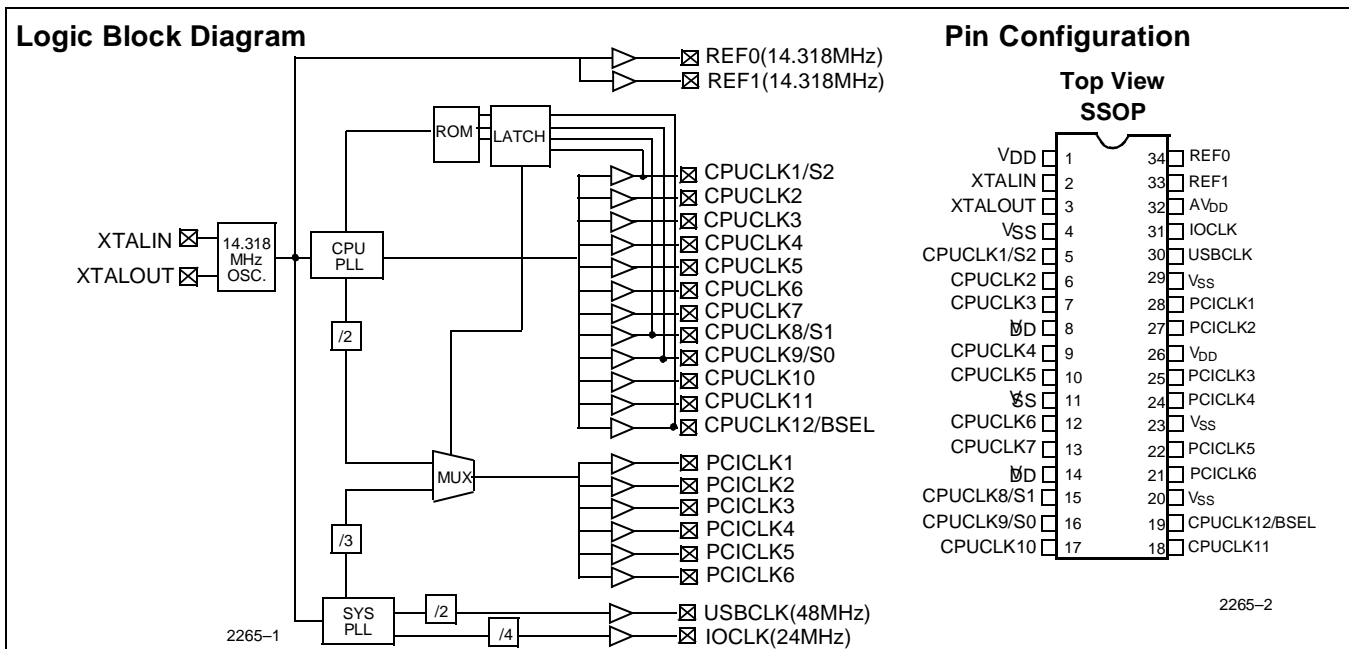 Logic Block Diagram
REF0(14.318MHz)
REF1(14.318MHz)
ROM
LATCH
CPUCLK1/S2
CPUCLK2
CPUCLK3
CPUCLK4
CPUCLK5
CPUCLK6
CPUCLK7
CPUCLK8/S1
CPUCLK9/S0
CPUCLK10
CPUCLK11
CPUCLK12/BSEL
XTALIN
XTALOUT
14.318
MHz
OSC.
CPU
PLL
/2
MUX
/3
PCICLK1
PCICLK2
PCICLK3
PCICLK4
PCICLK5
PCICLK6
SYS
PLL
/2
/4
USBCLK(48MHz)
IOCLK(24MHz)
2265–1
Pin Configuration
Top View
SSOP
VDD 1 34 REF0
XTALIN 2 33 REF1
XTALOUT 3 32 AVDD
VSS 4 31 IOCLK
CPUCLK1/S2 5 30 USBCLK
CPUCLK2 6 29 VSS
CPUCLK3 7 28 PCICLK1
VDD 8 27 PCICLK2
CPUCLK4 9 26 VDD
CPUCLK5 10 25 PCICLK3
VSS 11 24 PCICLK4
CPUCLK6 12 23 VSS
CPUCLK7 13 22 PCICLK5
VDD 14 21 PCICLK6
CPUCLK8/S1 15 20 VSS
CPUCLK9/S0 16 19 CPUCLK12/BSEL
CPUCLK10 17 18 CPUCLK11
2265–2